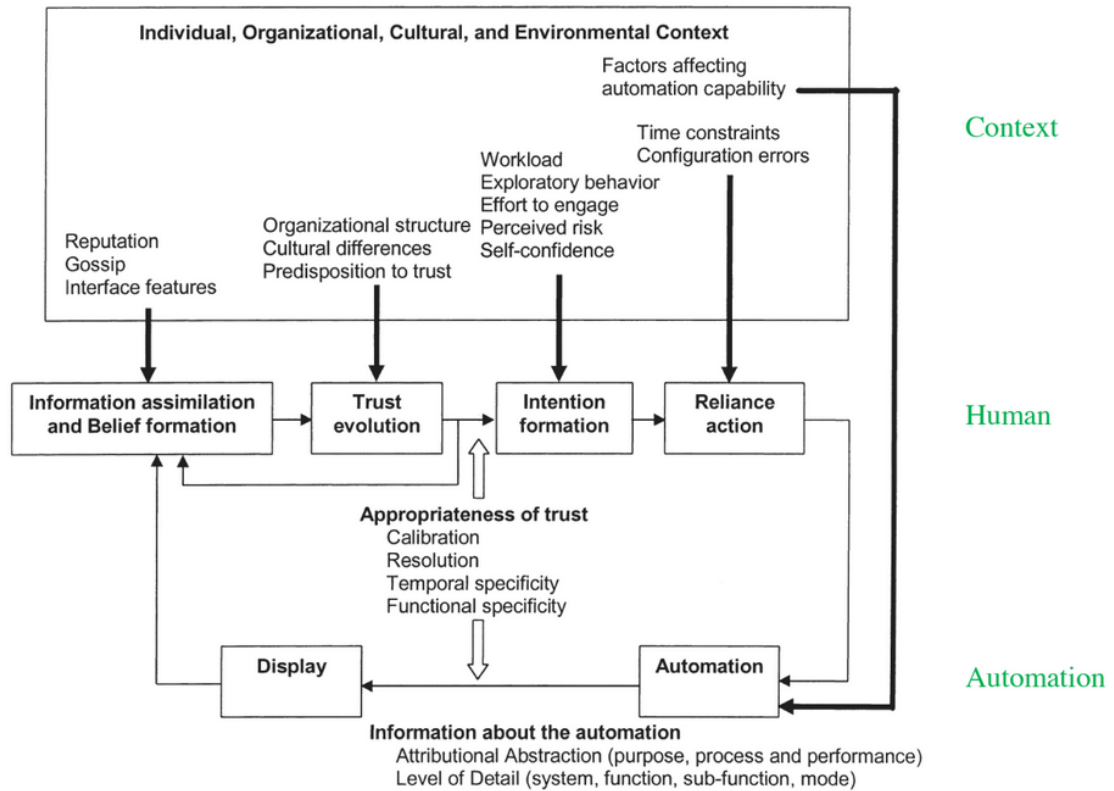 Individual, Organizational, Cultural, and Environmental Context
Factors affecting
automation capability
Context
Time constraints
Configuration errors
Workload
Exploratory behavior
Effort to engage
Perceived risk
Self-confidence
Organizational structure
Cultural differences
Predisposition to trust
Reputation
Gossip
Interface features
Information assimilation
and Belief formation
Trust
evolution
Intention
formation
Reliance
action
Human
Appropriateness of trust
Calibration
Resolution
Temporal specificity
Functional specificity
Display
Automation
Automation
Information about the automation
Attributional Abstraction (purpose, process and performance)
Level of Detail (system, function, sub-function, mode)